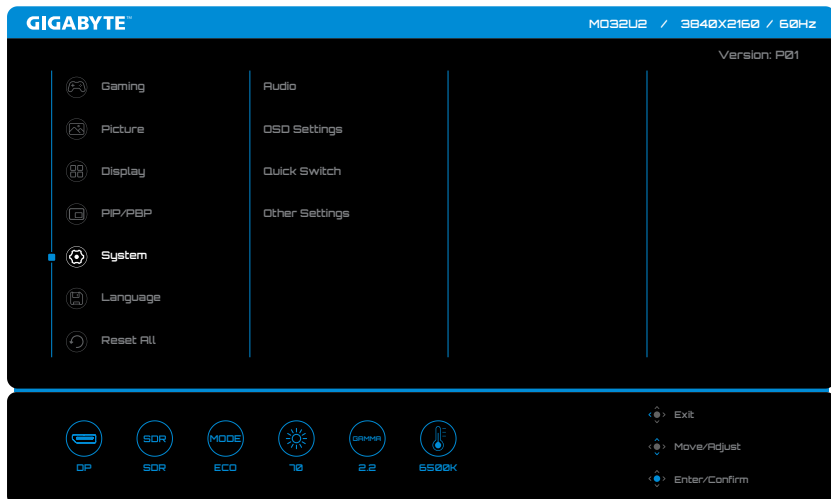 GIGABYTE™
MO32U2 / 3840X2160 / 60Hz
Version: P01
Gaming
Picture
Display
PIP/PBP
System
Language
Reset All
Audio
OSD Settings
Quick Switch
Other Settings
SDR
MODE
GAMMA
DP
SDR
ECO
70
2.2
6500K
Exit
Move/Adjust
Enter/Confirm